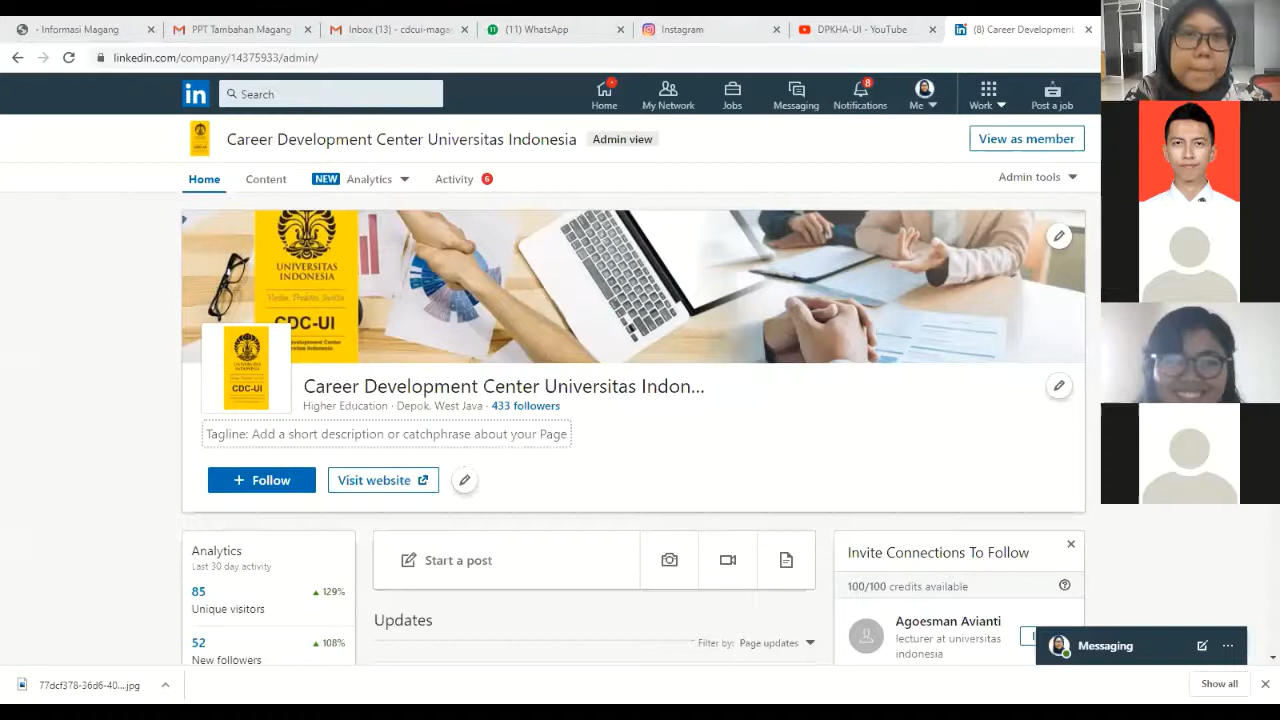 - Informasi Magang
PPT Tambahan Magang
Inbox (13) - cdcui-maga
(11) WhatsApp
Instagram
DPKHA-UI - YouTube
(8) Career Development
linkedin.com/company/14375933/admin/
in
Search
Home
My Network
Jobs
Messaging
8
Notifications
Me
Work
Post a job
Career Development Center Universitas Indonesia
Admin view
View as member
Home
Content
NEW
Analytics
Activity
6
Admin tools
UNIVERSITAS
INDONESIA
Veritas, Probitas, Iustitia
CDC-UI
UNIVERSITAS
INDONESIA
CDC-UI
Career Development Center Universitas Indon...
Higher Education · Depok, West Java · 433 followers
Tagline: Add a short description or catchphrase about your Page
+ Follow
Visit website
Analytics
Last 30 day activity
85
129%
Unique visitors
52
108%
New followers
Start a post
Updates
Filter by: Page updates
Invite Connections To Follow
100/100 credits available
Agoesman Avianti
lecturer at universitas
indonesia
Messaging
77dcf378-36d6-40....jpg
Show all